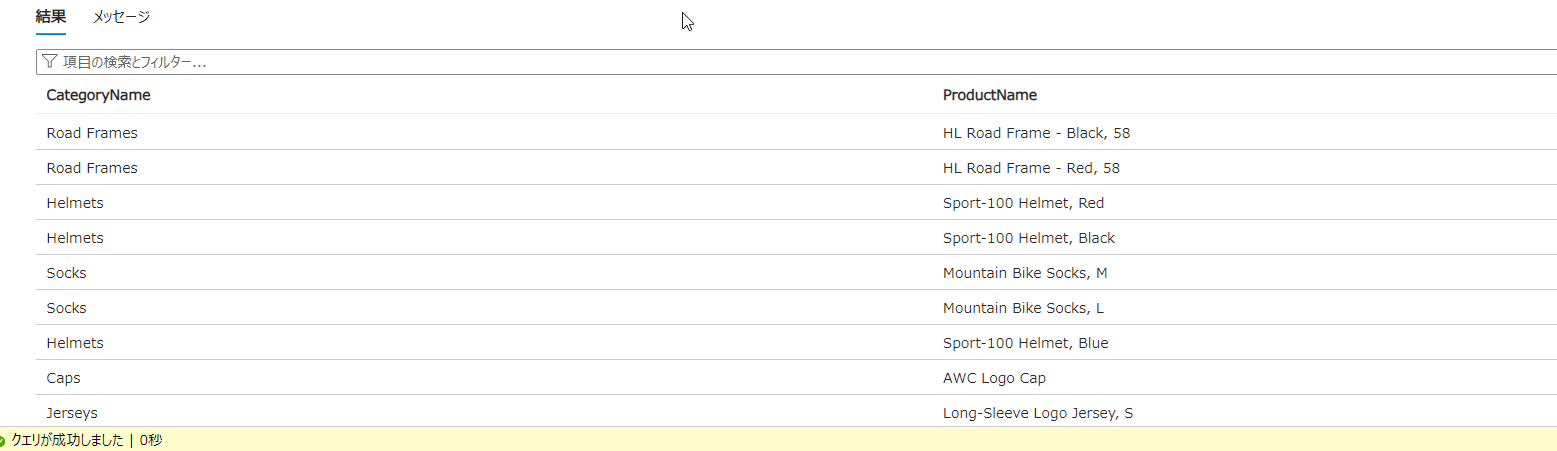 結果 メッセージ
項目の検索とフィルター...
CategoryName ProductName
Road Frames HL Road Frame - Black, 58
Road Frames HL Road Frame - Red, 58
Helmets Sport-100 Helmet, Red
Helmets Sport-100 Helmet, Black
Socks Mountain Bike Socks, M
Socks Mountain Bike Socks, L
Helmets Sport-100 Helmet, Blue
Caps AWC Logo Cap
Jerseys Long-Sleeve Logo Jersey, S
クエリが成功しました | 0秒